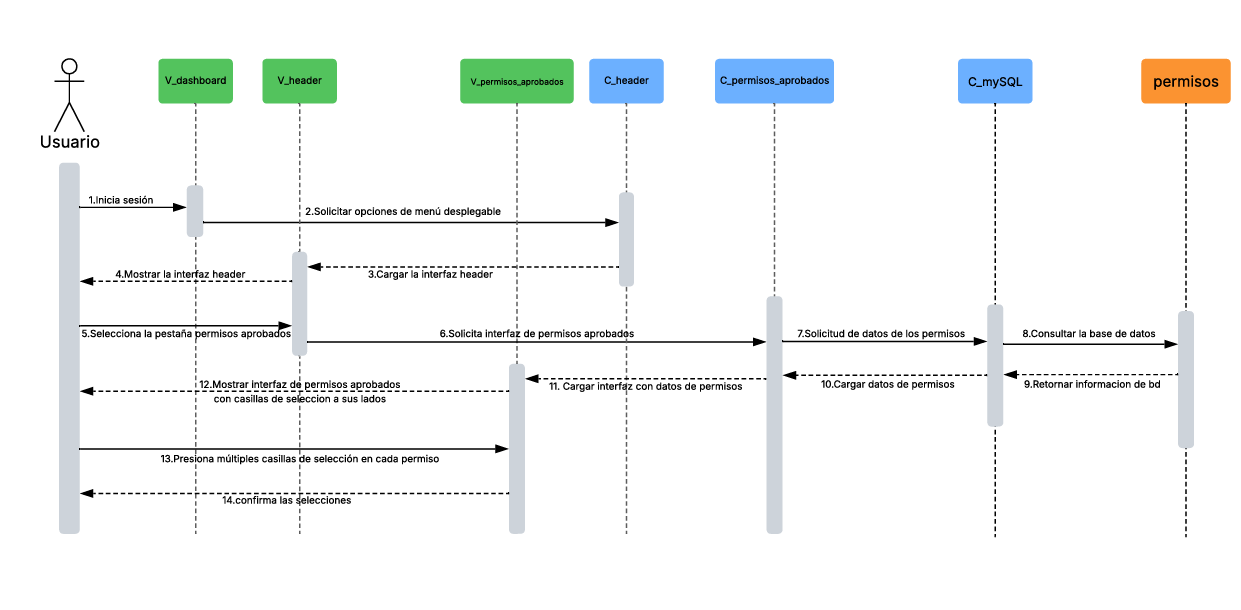 Usuario
V_dashboard
V_header
V_permisos_aprobados
C_header
C_permisos_aprobados
C_mySQL
permisos
1.Inicia sesión
2.Solicitar opciones de menú desplegable
3.Cargar la interfaz header
4.Mostrar la interfaz header
5.Selecciona la pestaña permisos aprobados
6.Solicita interfaz de permisos aprobados
7.Solicitud de datos de los permisos
8.Consultar la base de datos
9.Retornar informacion de bd
10.Cargar datos de permisos
11. Cargar interfaz con datos de permisos
12.Mostrar interfaz de permisos aprobados
con casillas de seleccion a sus lados
13.Presiona múltiples casillas de selección en cada permiso
14.confirma las selecciones